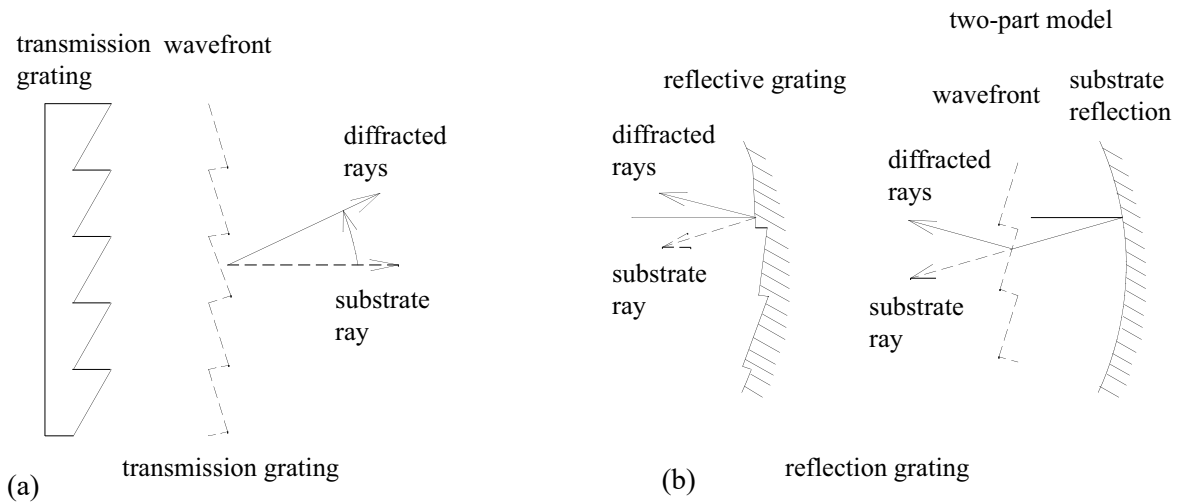 transmission
grating
wavefront
diffracted
rays
substrate
ray
transmission grating
(a)
two-part model
reflective grating
wavefront
substrate
reflection
diffracted
rays
substrate
ray
diffracted
rays
substrate
ray
reflection grating
(b)